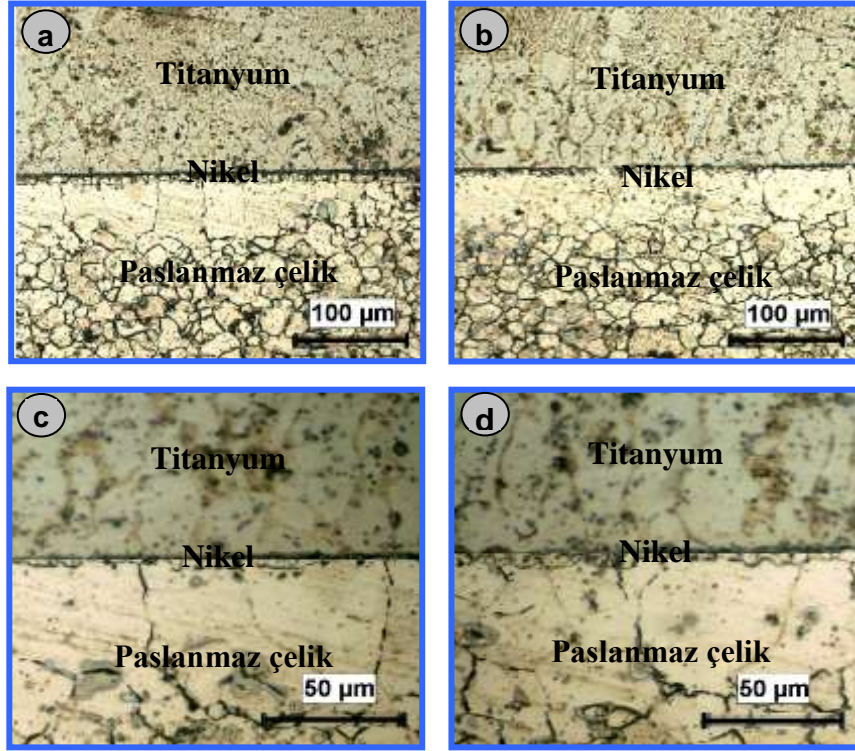 a
Titanyum
Nikel
Paslanmaz çelik
100 µm
b
Titanyum
Nikel
Paslanmaz çelik
100 µm
c
Titanyum
Nikel
Paslanmaz çelik
50 µm
d
Titanyum
Nikel
Paslanmaz çelik
50 µm